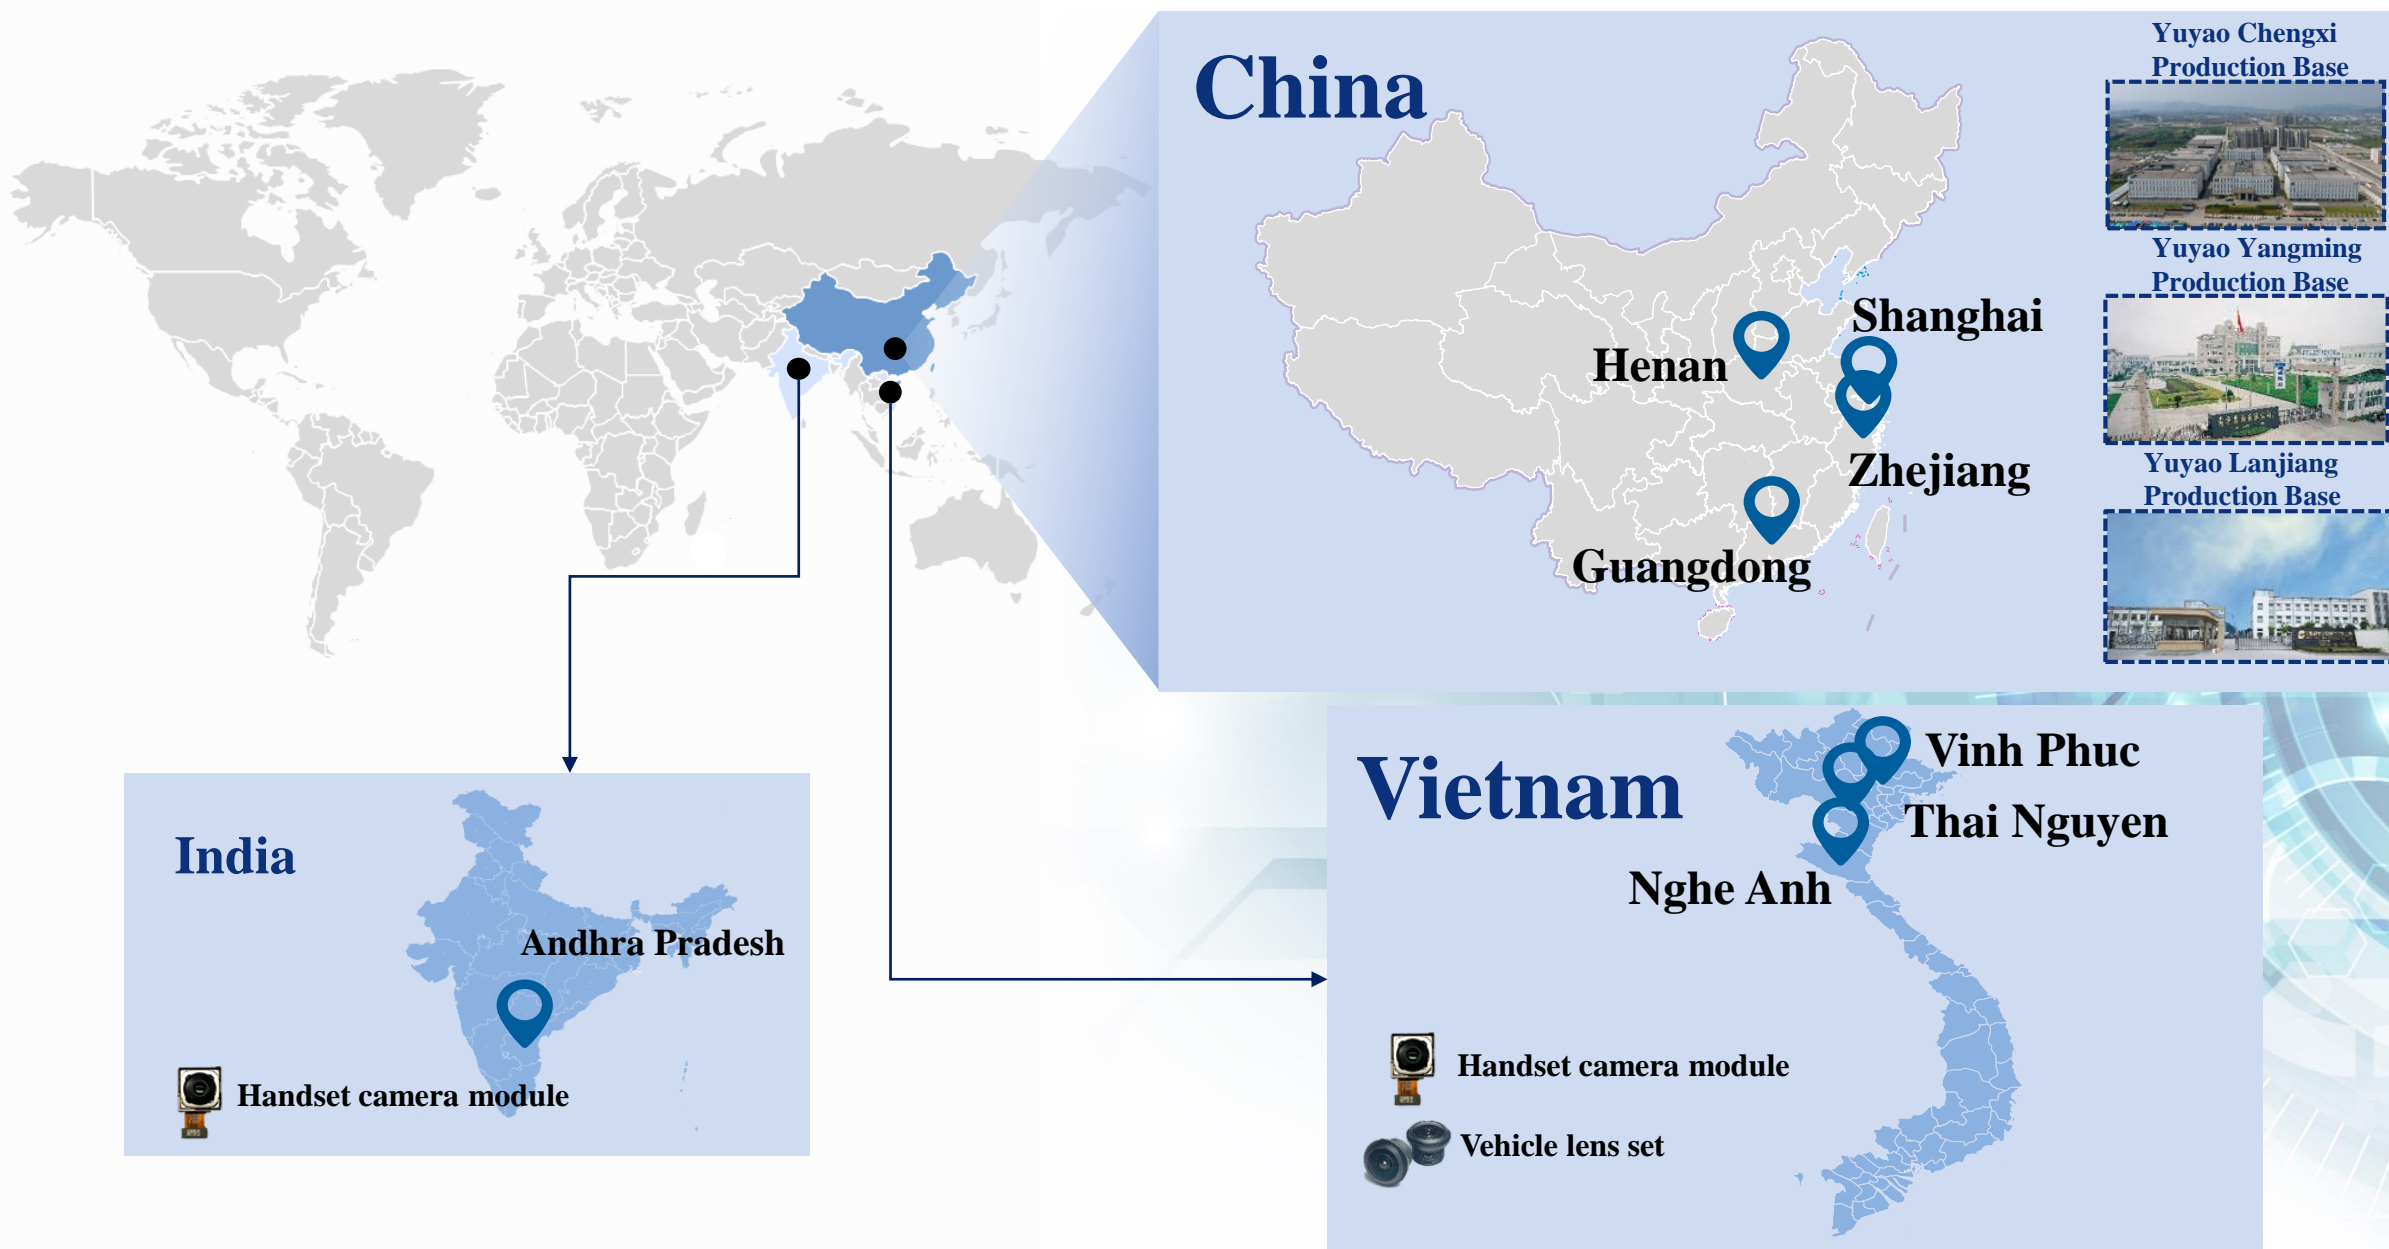 China
Yuyao Chengxi
Production Base
Yuyao Yangming
Production Base
Shanghai
Henan
Zhejiang
Yuyao Lanjiang
Production Base
Guangdong
Vietnam
Vinh Phuc
Thai Nguyen
Nghe Anh
Handset camera module
Vehicle lens set
India
Andhra Pradesh
Handset camera module